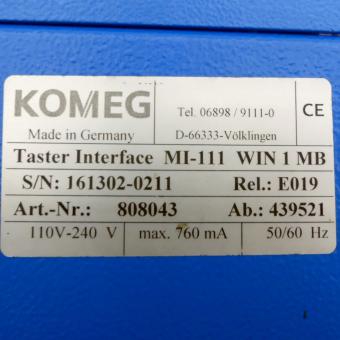 KOMEG
Tel. 06898 / 9111-0
CE
Made in Germany
D-66333-Völklingen
Taster Interface MI-111 WIN 1 MB
S/N: 161302-0211 Rel.: E019
Art.-Nr.: 808043 Ab.: 439521
110V-240 V max. 760 mA 50/60 Hz